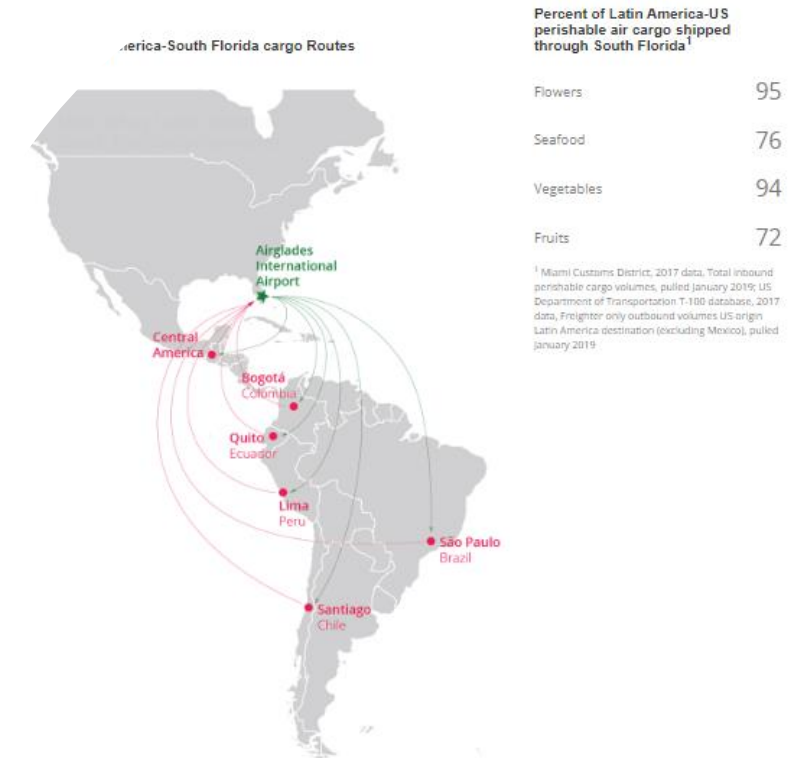 erica-South Florida cargo Routes
Airglades
International
Airport
Central
America
Bogotá
Colombia
Quito
Ecuador
Lima
Peru
São Paulo
Brazil
Santiago
Chile
Percent of Latin America-US
perishable air cargo shipped
through South Florida¹
Flowers 95
Seafood 76
Vegetables 94
Fruits 72
¹ Miami Customs District, 2017 data, Total inbound
perishable cargo volumes, pulled January 2019; US
Department of Transportation T-100 database, 2017
data, Freighter only outbound volumes US origin
Latin America destination (excluding Mexico), pulled
January 2019